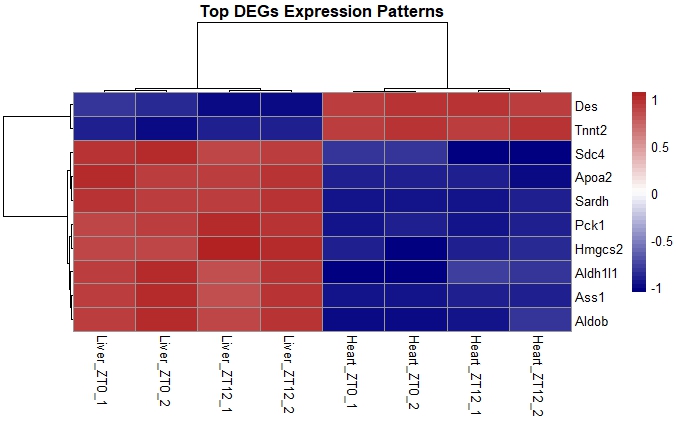 Top DEGs Expression Patterns
Des
Tnnt2
Sdc4
Apoa2
Sardh
Pck1
Hmgcs2
Aldh1l1
Ass1
Aldob
1
0.5
0
-0.5
-1
Liver_ZT0_1
Liver_ZT0_2
Liver_ZT12_1
Liver_ZT12_2
Heart_ZT0_1
Heart_ZT0_2
Heart_ZT12_1
Heart_ZT12_2